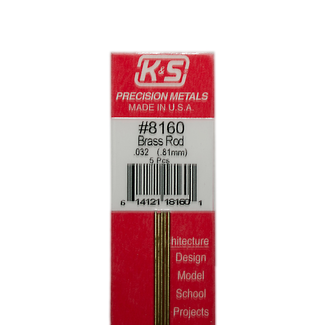 K&S
PRECISION METALS
MADE IN U.S.A.
#8160
Brass Rod
.032 (.81mm)
5 Pcs
6 14121 18160 1
hitecture
Design
Model
School
Projects